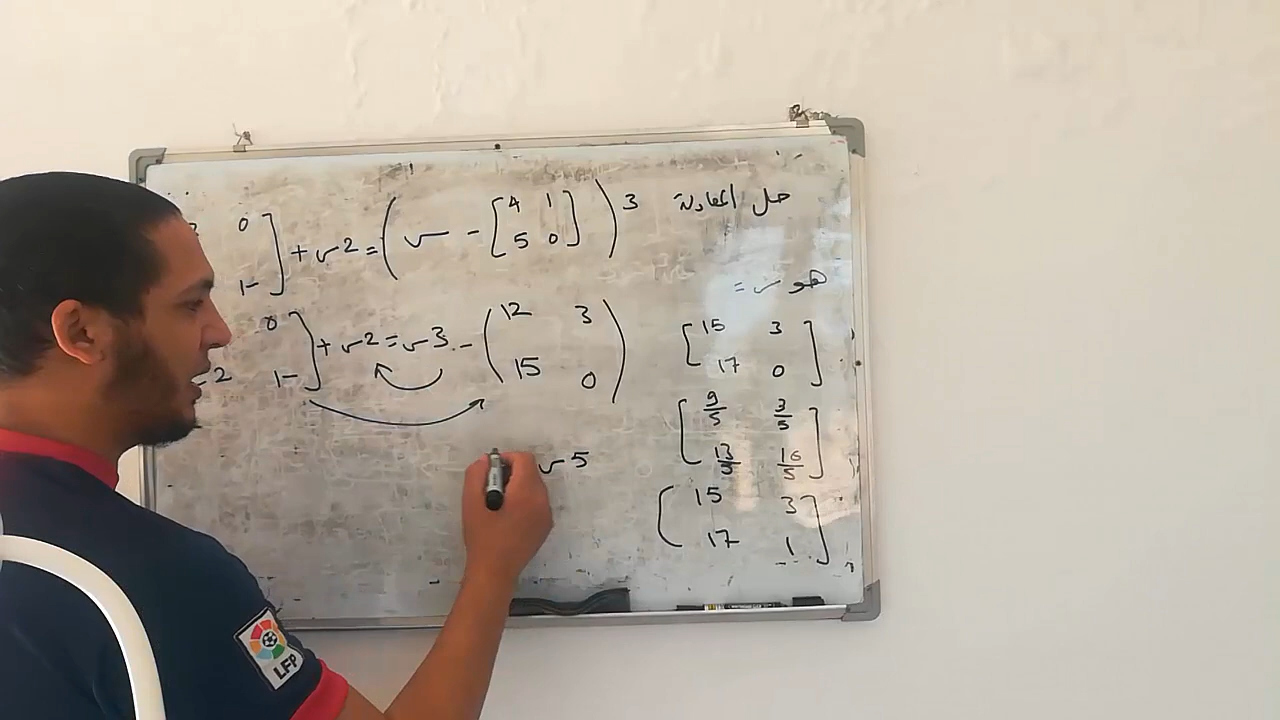 حل المعادلة 3 ( [ 4 1 5 0 ] - س ) = 2س + [ 0 1- ]
هو س =
[ 15 3 17 0 ]
( 12 3 15 0 ) - 3س = 2س + [ 0 2 1- ]
[ 9/5 3/5 13/5 16/5 ]
5س
[ 15 3 17 1 ]
LFP